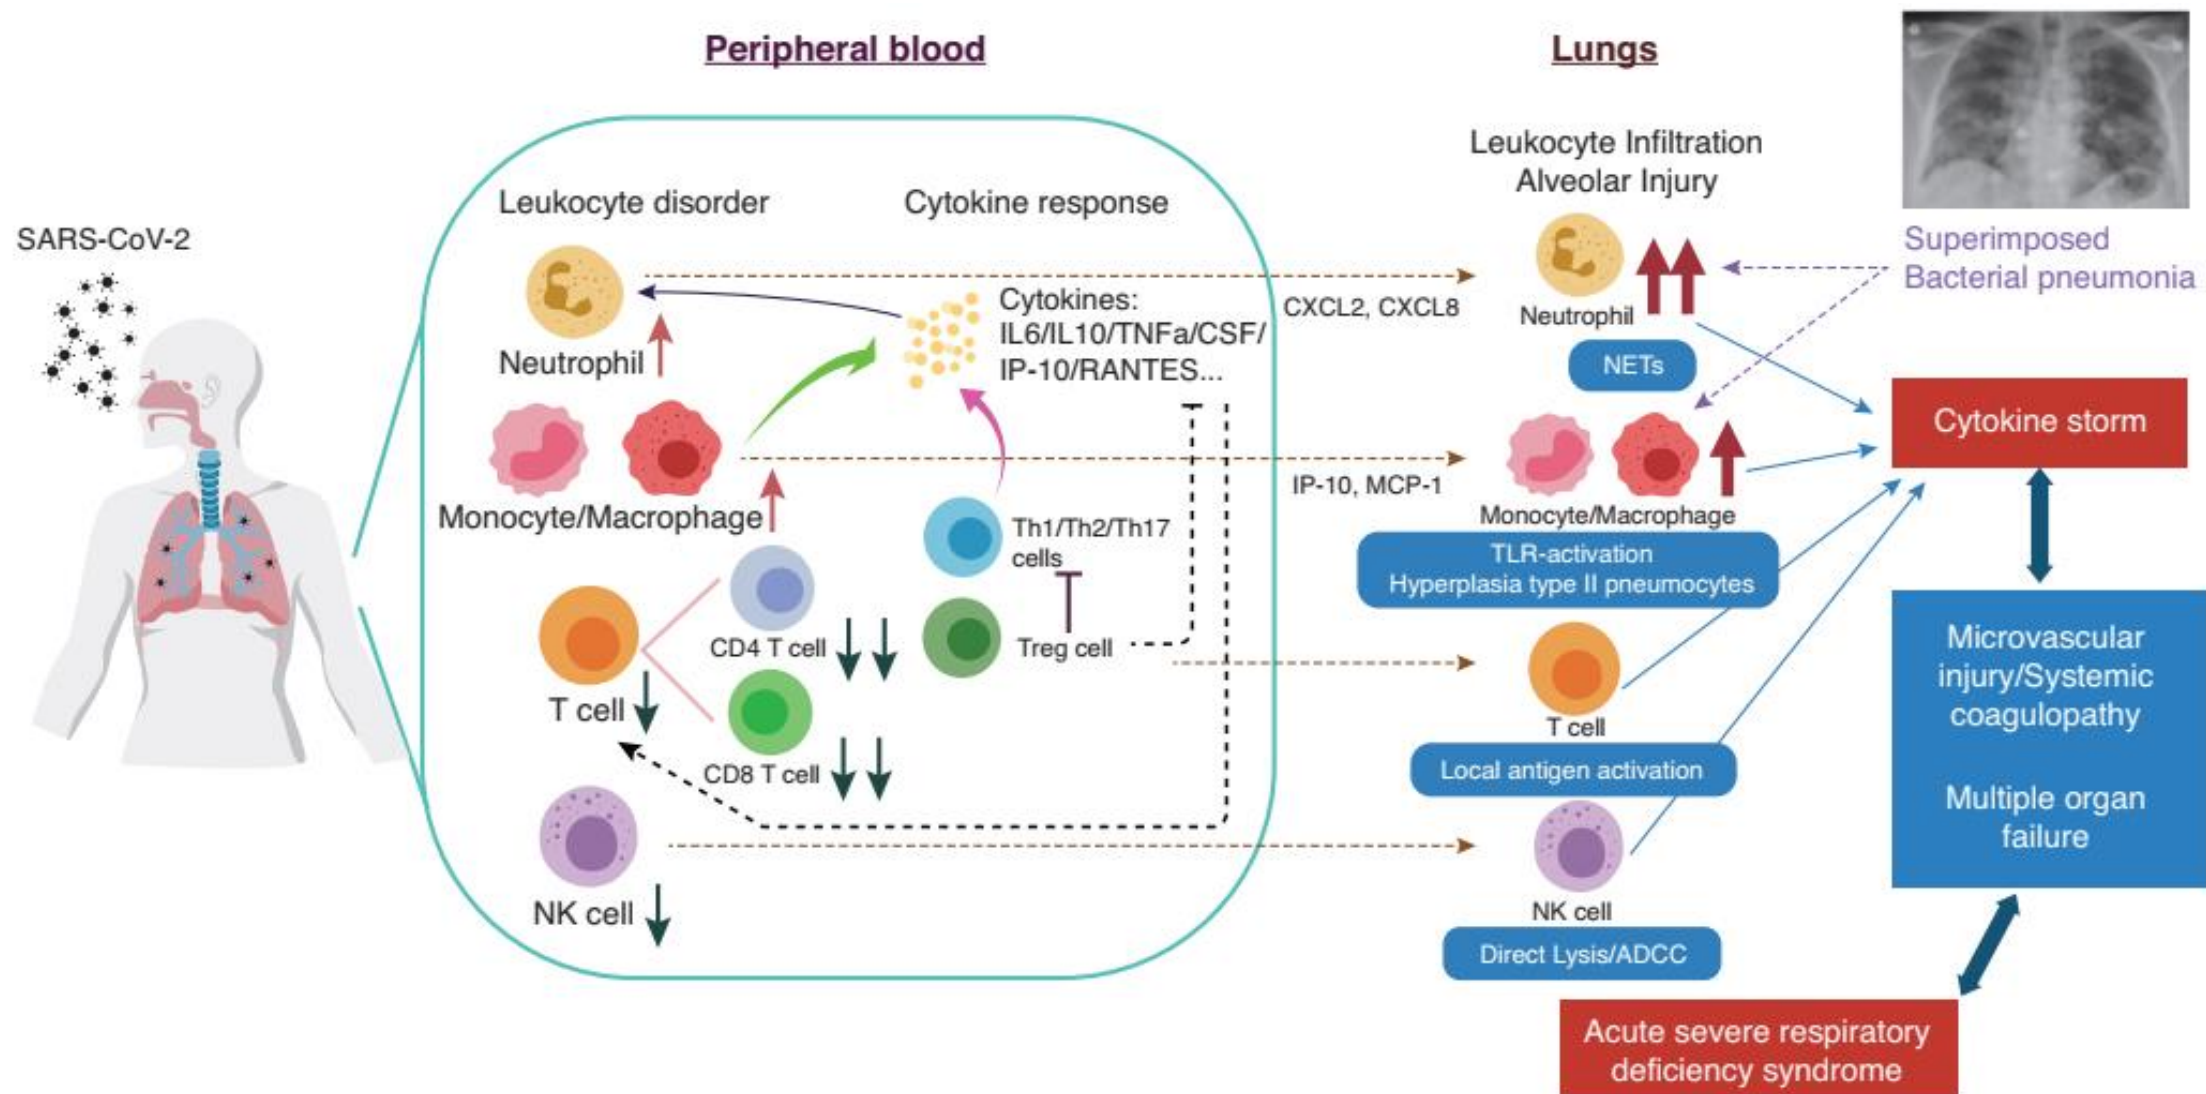 Peripheral blood
Lungs
SARS-CoV-2
Leukocyte disorder
Cytokine response
Neutrophil
Cytokines:
IL6/IL10/TNFa/CSF/
IP-10/RANTES...
Monocyte/Macrophage
Th1/Th2/Th17
cells
CD4 T cell
Treg cell
T cell
CD8 T cell
NK cell
CXCL2, CXCL8
IP-10, MCP-1
Leukocyte Infiltration
Alveolar Injury
Neutrophil
NETs
Monocyte/Macrophage
TLR-activation
Hyperplasia type II pneumocytes
T cell
Local antigen activation
NK cell
Direct Lysis/ADCC
Superimposed
Bacterial pneumonia
Cytokine storm
Microvascular
injury/Systemic
coagulopathy
Multiple organ
failure
Acute severe respiratory
deficiency syndrome